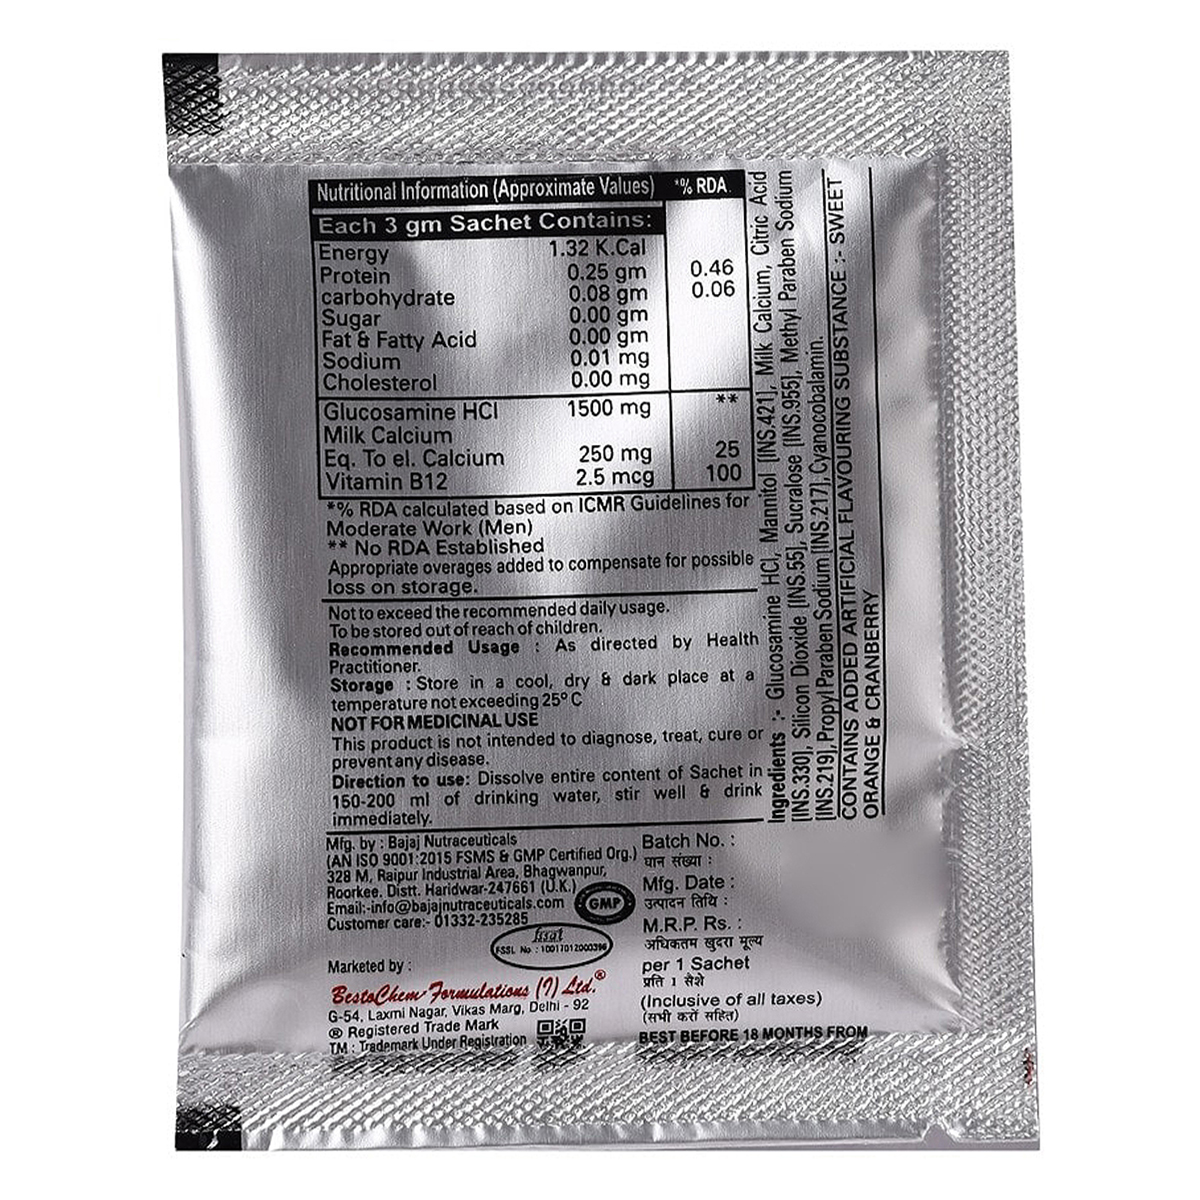 Nutritional Information (Approximate Values) *% RDA.
Each 3 gm Sachet Contains:
Energy 1.32 K.Cal
Protein 0.25 gm 0.46
carbohydrate 0.08 gm 0.06
Sugar 0.00 gm
Fat & Fatty Acid 0.00 gm
Sodium 0.01 mg
Cholesterol 0.00 mg
Glucosamine HCl 1500 mg **
Milk Calcium
Eq. To el. Calcium 250 mg 25
Vitamin B12 2.5 mcg 100
*% RDA calculated based on ICMR Guidelines for
Moderate Work (Men)
** No RDA Established
Appropriate overages added to compensate for possible
loss on storage.
Not to exceed the recommended daily usage.
To be stored out of reach of children.
Recommended Usage : As directed by Health
Practitioner.
Storage : Store in a cool, dry & dark place at a
temperature not exceeding 25° C
NOT FOR MEDICINAL USE
This product is not intended to diagnose, treat, cure or
prevent any disease.
Direction to use: Dissolve entire content of Sachet in
150-200 ml of drinking water, stir well & drink
immediately.
Ingredients :- Glucosamine HCl, Mannitol [INS.421], Milk Calcium, Citric Acid
[INS.330], Silicon Dioxide [INS.55], Sucralose [INS.955], Methyl Paraben Sodium
[INS.219], Propyl Paraben Sodium [INS.217], Cyanocobalamin.
CONTAINS ADDED ARTIFICIAL FLAVOURING SUBSTANCE :- SWEET
ORANGE & CRANBERRY
Mfg. by : Bajaj Nutraceuticals
(AN ISO 9001:2015 FSMS & GMP Certified Org.)
328 M, Raipur Industrial Area, Bhagwanpur,
Roorkee. Distt. Haridwar-247661 (U.K.)
Email:-info@bajajnutraceuticals.com
Customer care:- 01332-235285
GMP
fssai
FSSL No : 10017012000396
Marketed by :
BestoChem Formulations (I) Ltd.®
G-54, Laxmi Nagar, Vikas Marg, Delhi - 92
® Registered Trade Mark
TM : Trademark Under Registration
Batch No. :
घान संख्या :
Mfg. Date :
उत्पादन तिथि :
M.R.P. Rs. :
अधिकतम खुदरा मूल्य
per 1 Sachet
प्रति 1 सैशे
(Inclusive of all taxes)
(सभी करों सहित)
BEST BEFORE 18 MONTHS FROM